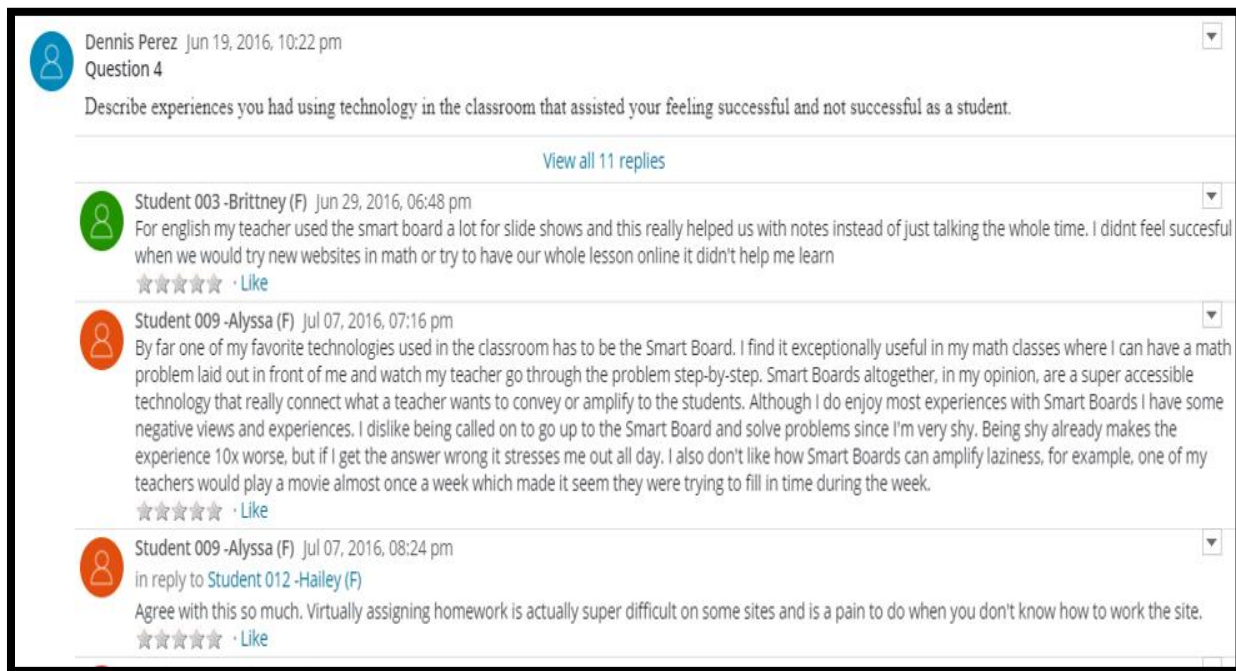 Dennis Perez Jun 19, 2016, 10:22 pm
Question 4
Describe experiences you had using technology in the classroom that assisted your feeling successful and not successful as a student.
View all 11 replies
Student 003 -Brittney (F) Jun 29, 2016, 06:48 pm
For english my teacher used the smart board a lot for slide shows and this really helped us with notes instead of just talking the whole time. I didnt feel succesful
when we would try new websites in math or try to have our whole lesson online it didn't help me learn
· Like
Student 009 -Alyssa (F) Jul 07, 2016, 07:16 pm
By far one of my favorite technologies used in the classroom has to be the Smart Board. I find it exceptionally useful in my math classes where I can have a math
problem laid out in front of me and watch my teacher go through the problem step-by-step. Smart Boards altogether, in my opinion, are a super accessible
technology that really connect what a teacher wants to convey or amplify to the students. Although I do enjoy most experiences with Smart Boards I have some
negative views and experiences. I dislike being called on to go up to the Smart Board and solve problems since I'm very shy. Being shy already makes the
experience 10x worse, but if I get the answer wrong it stresses me out all day. I also don't like how Smart Boards can amplify laziness, for example, one of my
teachers would play a movie almost once a week which made it seem they were trying to fill in time during the week.
· Like
Student 009 -Alyssa (F) Jul 07, 2016, 08:24 pm
in reply to Student 012 -Hailey (F)
Agree with this so much. Virtually assigning homework is actually super difficult on some sites and is a pain to do when you don't know how to work the site.
· Like